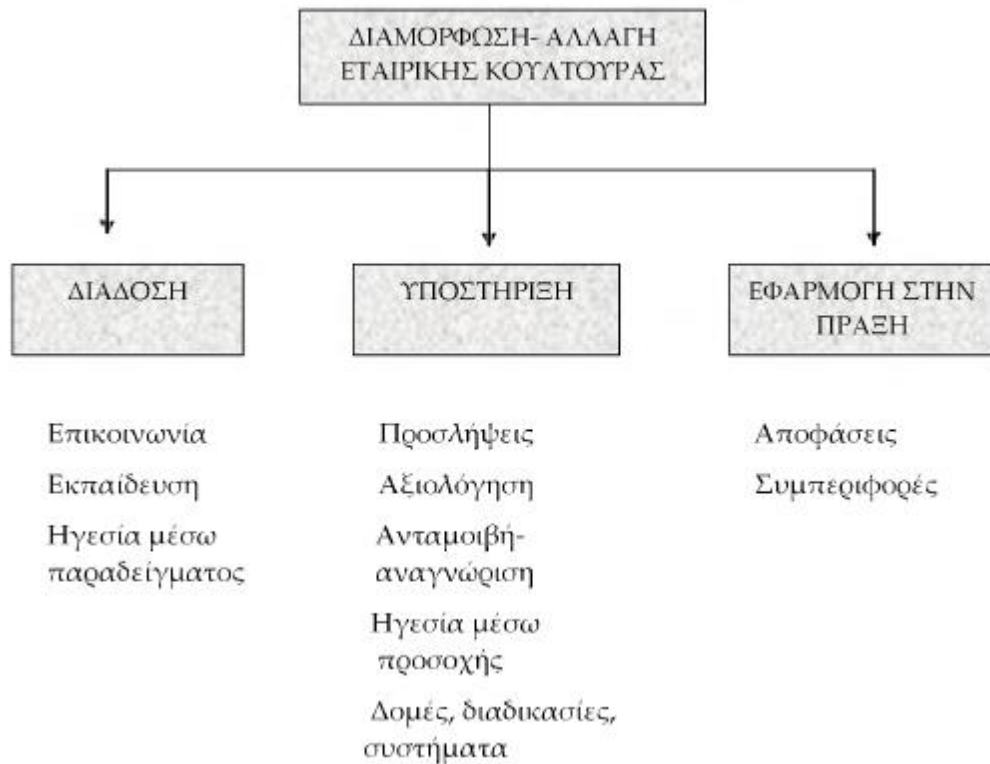 ΔΙΑΜΟΡΦΩΣΗ- ΑΛΛΑΓΗ
ΕΤΑΙΡΙΚΗΣ ΚΟΥΛΤΟΥΡΑΣ
ΔΙΑΔΟΣΗ
ΥΠΟΣΤΗΡΙΞΗ
ΕΦΑΡΜΟΓΗ ΣΤΗΝ
ΠΡΑΞΗ
Επικοινωνία
Εκπαίδευση
Ηγεσία μέσω
παραδείγματος
Προσλήψεις
Αξιολόγηση
Ανταμοιβή-
αναγνώριση
Ηγεσία μέσω
προσοχής
Δομές, διαδικασίες,
συστήματα
Αποφάσεις
Συμπεριφορές